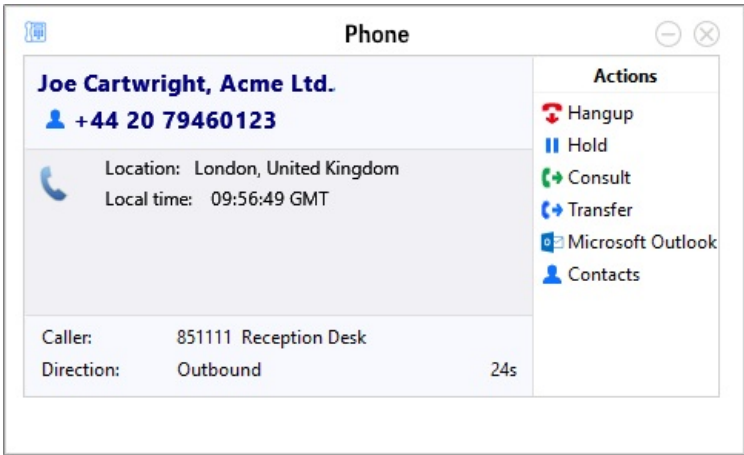 Phone
Joe Cartwright, Acme Ltd..
+44 20 79460123
Location: London, United Kingdom
Local time: 09:56:49 GMT
Caller: 851111 Reception Desk
Direction: Outbound 24s
Actions
Hangup
Hold
Consult
Transfer
Microsoft Outlook
Contacts